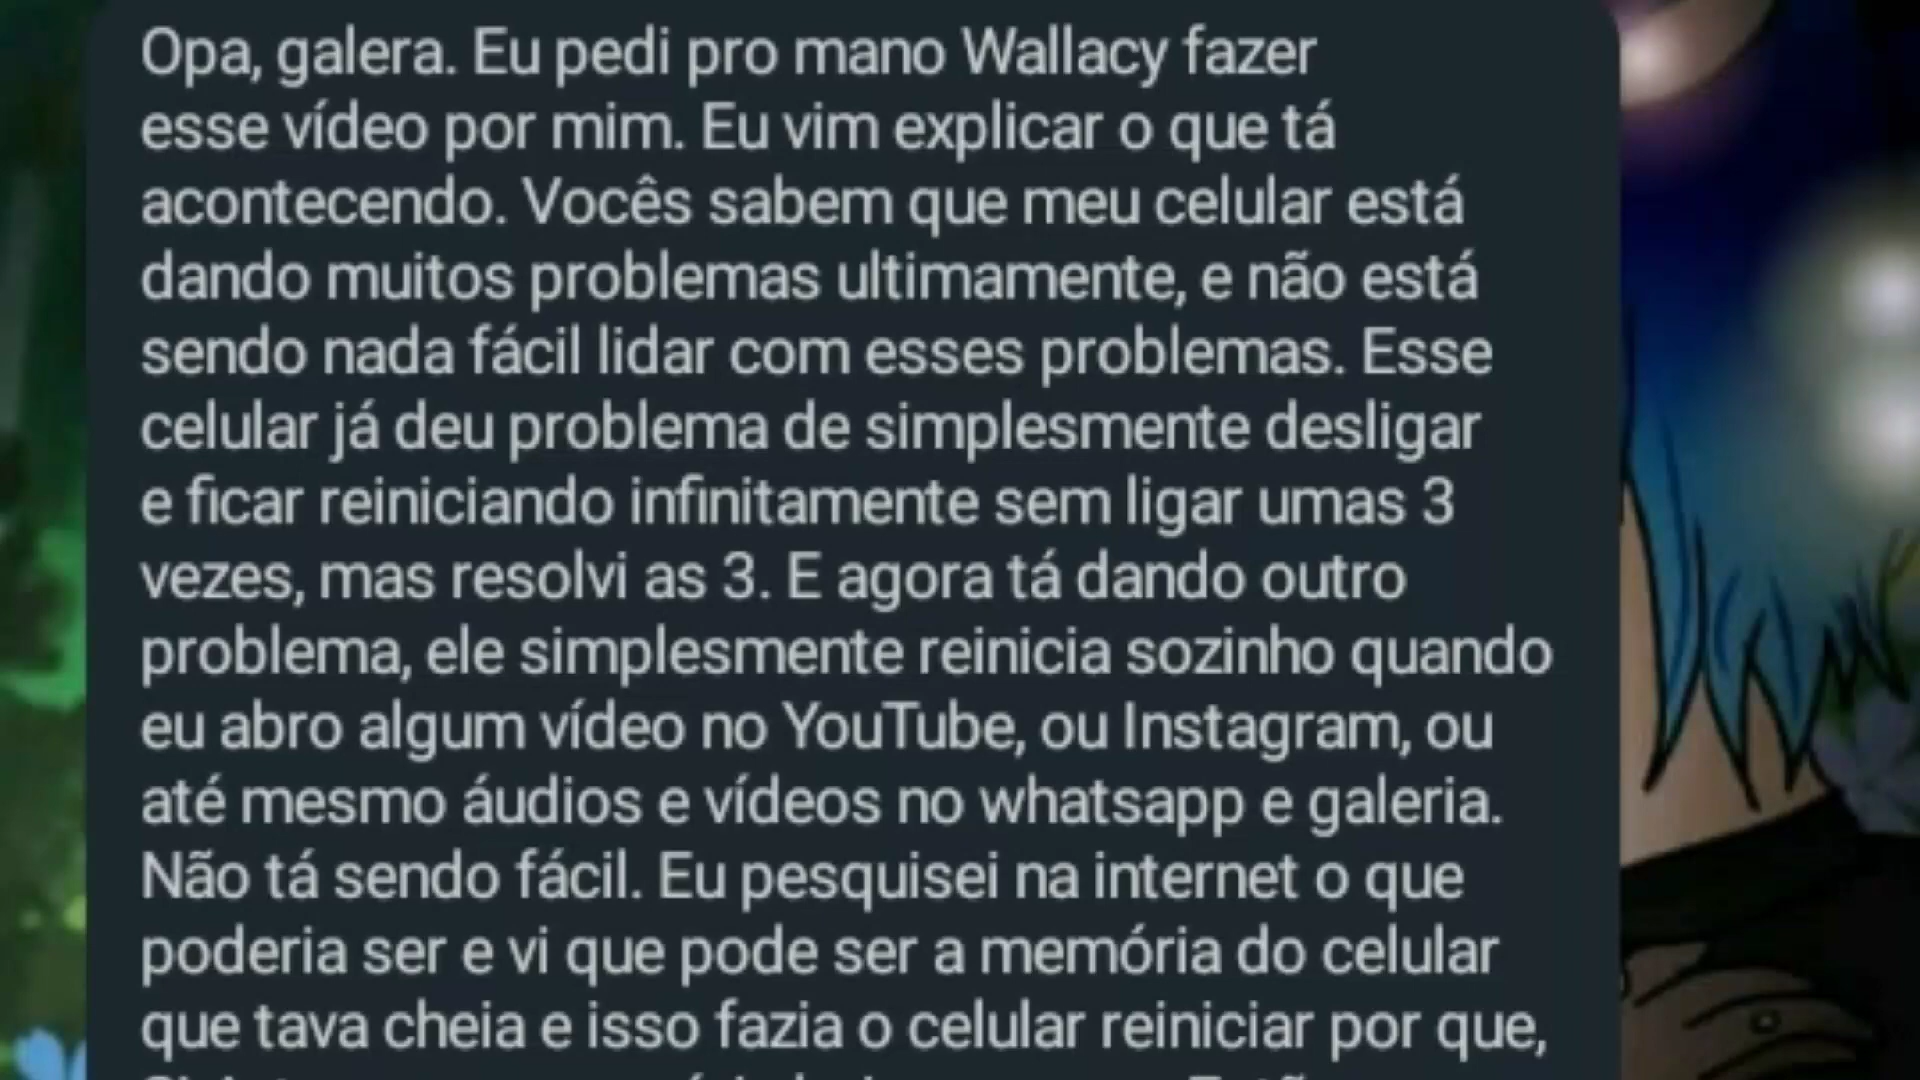 Opa, galera. Eu pedi pro mano Wallacy fazer
esse vídeo por mim. Eu vim explicar o que tá
acontecendo. Vocês sabem que meu celular está
dando muitos problemas ultimamente, e não está
sendo nada fácil lidar com esses problemas. Esse
celular já deu problema de simplesmente desligar
e ficar reiniciando infinitamente sem ligar umas 3
vezes, mas resolvi as 3. E agora tá dando outro
problema, ele simplesmente reinicia sozinho quando
eu abro algum vídeo no YouTube, ou Instagram, ou
até mesmo áudios e vídeos no whatsapp e galeria.
Não tá sendo fácil. Eu pesquisei na internet o que
poderia ser e vi que pode ser a memória do celular
que tava cheia e isso fazia o celular reiniciar por que,